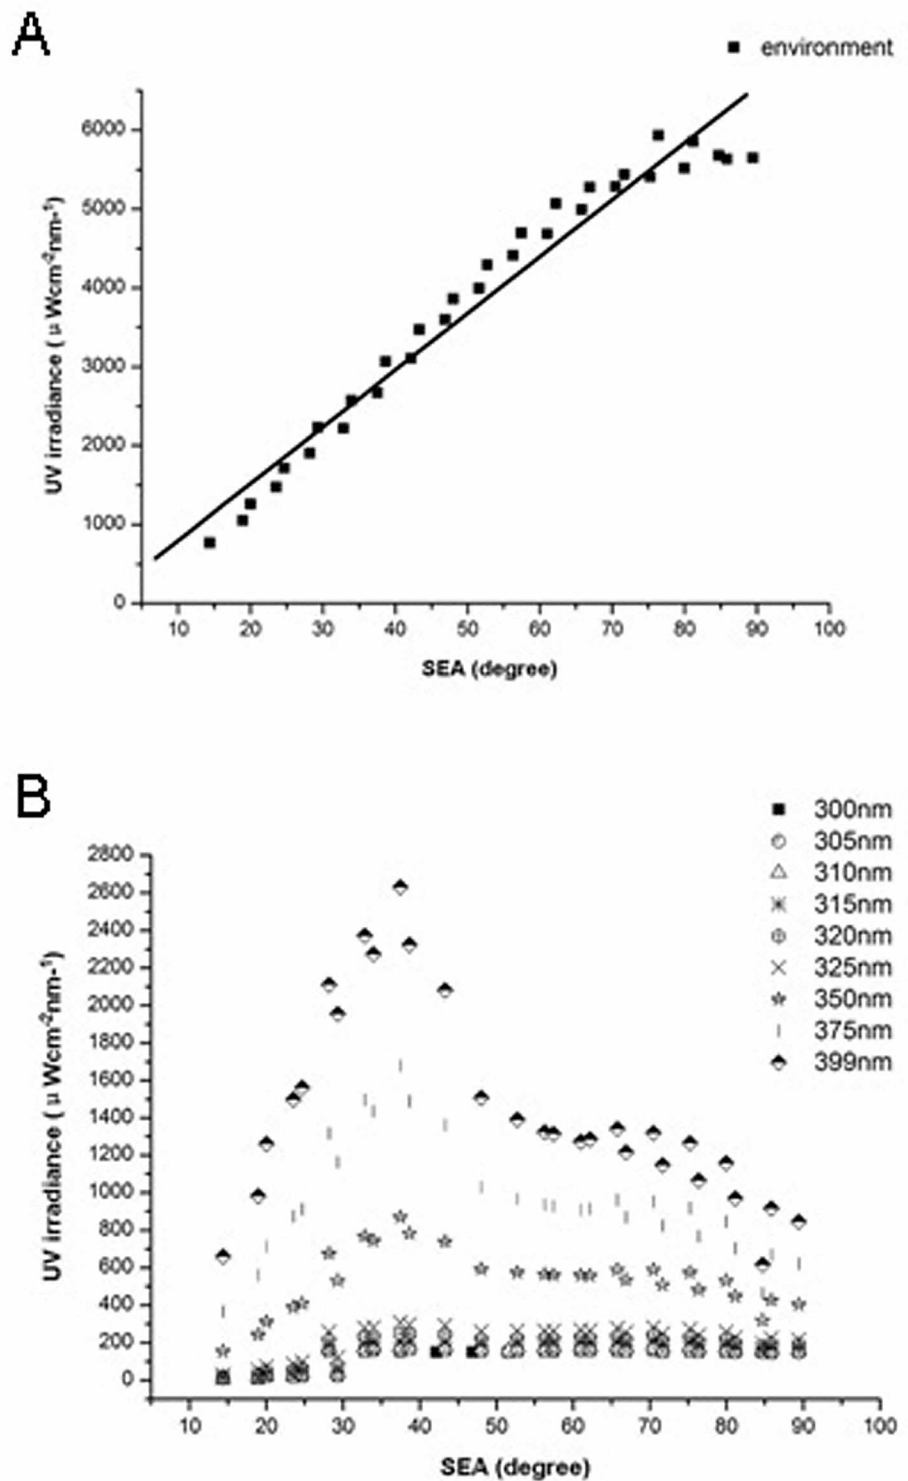 A
environment
6000
5000
4000
3000
2000
1000
0
UV irradiance ( μ Wcm-2nm-1)
10 20 30 40 50 60 70 80 90 100
SEA (degree)
B
300nm
305nm
310nm
315nm
320nm
325nm
350nm
375nm
399nm
2800
2600
2400
2200
2000
1800
1600
1400
1200
1000
800
600
400
200
0
UV irradiance ( μ Wcm-2nm-1)
10 20 30 40 50 60 70 80 90 100
SEA (degree)